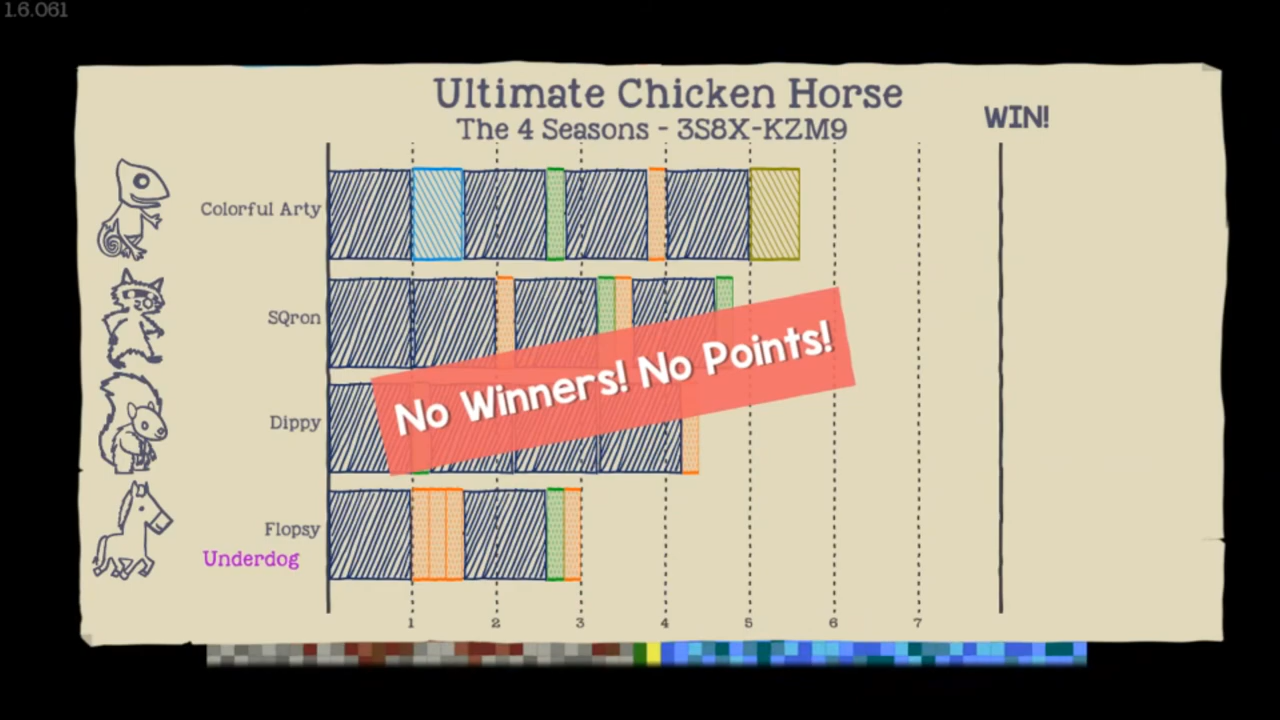 1.6.061
Ultimate Chicken Horse
The 4 Seasons - 3S8X-KZM9
WIN!
Colorful Arty
SQron
No Winners! No Points!
Dippy
Flopsy
Underdog
1 2 3 4 5 6 7